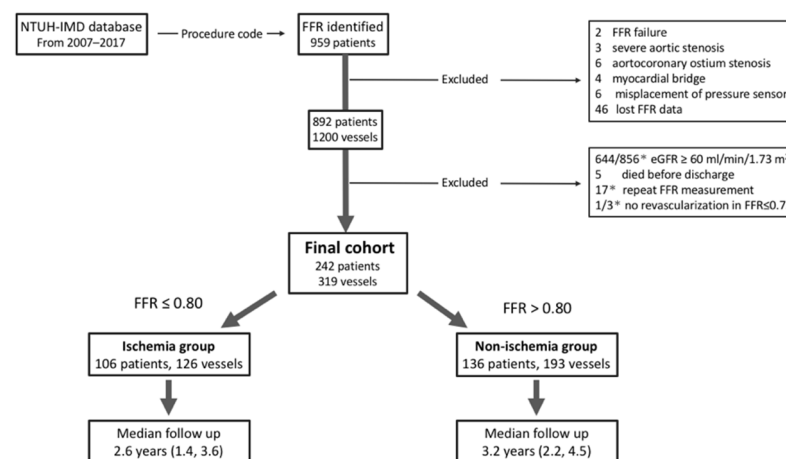 NTUH-IMD database
From 2007–2017
Procedure code
FFR identified
959 patients
Excluded
2 FFR failure
3 severe aortic stenosis
6 aortocoronary ostium stenosis
4 myocardial bridge
6 misplacement of pressure sensor
46 lost FFR data
892 patients
1200 vessels
Excluded
644/856* eGFR ≥ 60 ml/min/1.73 m²
5 died before discharge
17* repeat FFR measurement
1/3* no revascularization in FFR≤0.7
Final cohort
242 patients
319 vessels
FFR ≤ 0.80
FFR > 0.80
Ischemia group
106 patients, 126 vessels
Non-ischemia group
136 patients, 193 vessels
Median follow up
2.6 years (1.4, 3.6)
Median follow up
3.2 years (2.2, 4.5)